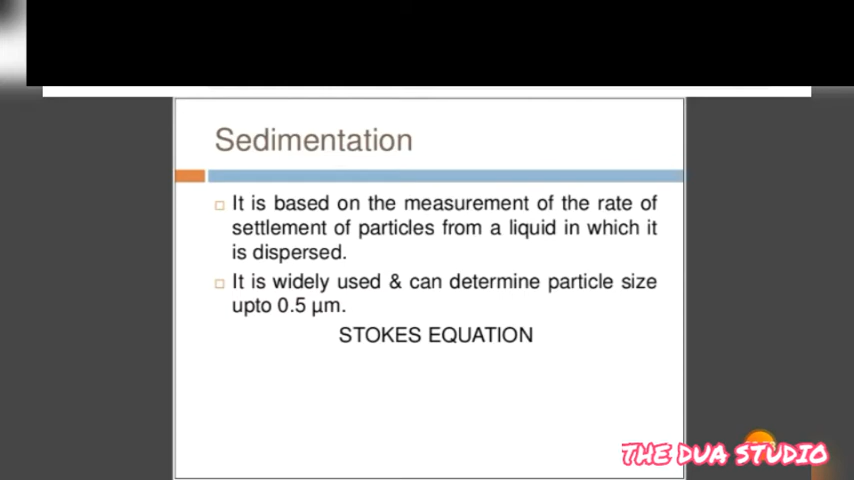 Sedimentation
It is based on the measurement of the rate of
settlement of particles from a liquid in which it
is dispersed.
It is widely used & can determine particle size
upto 0.5 µm.
STOKES EQUATION
THE DUA STUDIO